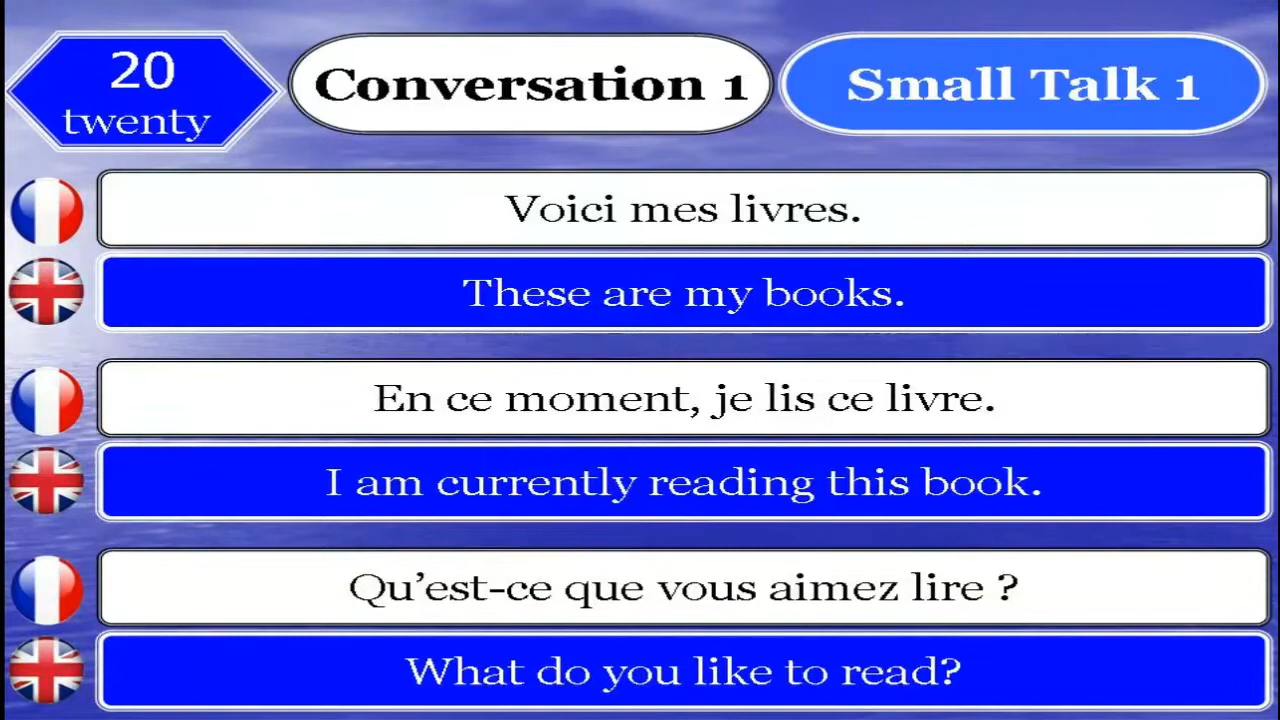 20
twenty
Conversation 1
Small Talk 1
Voici mes livres.
These are my books.
En ce moment, je lis ce livre.
I am currently reading this book.
Qu’est-ce que vous aimez lire ?
What do you like to read?